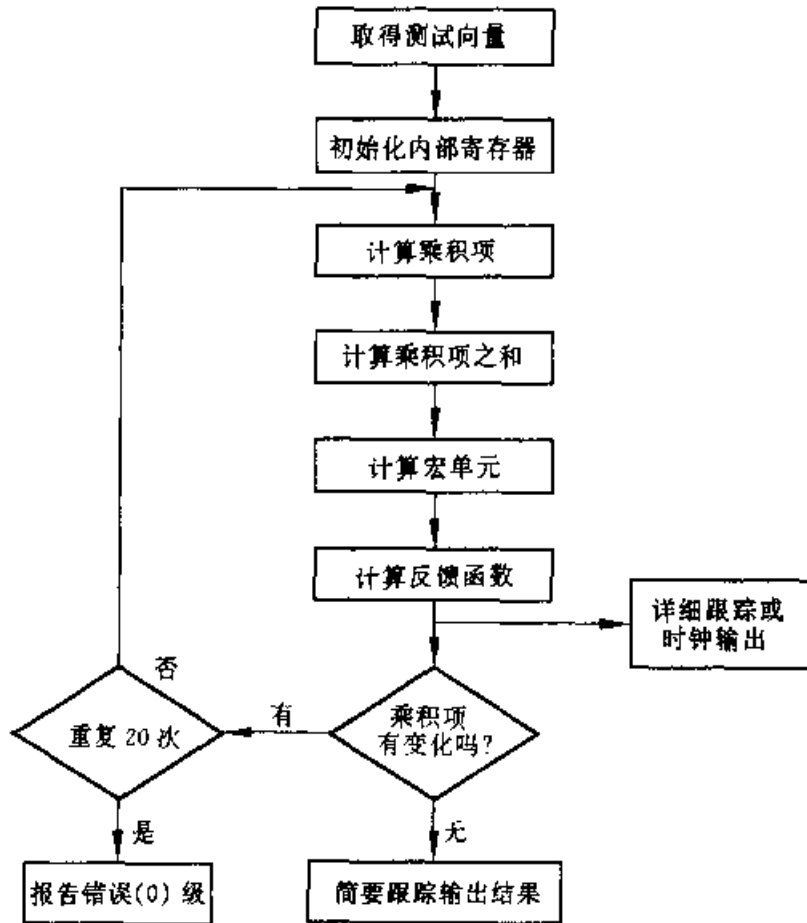 取得测试向量
初始化内部寄存器
计算乘积项
计算乘积项之和
计算宏单元
计算反馈函数
详细跟踪或
时钟输出
否
重复20次
有
乘积项
有变化吗?
是
无
报告错误(0)级
简要跟踪输出结果